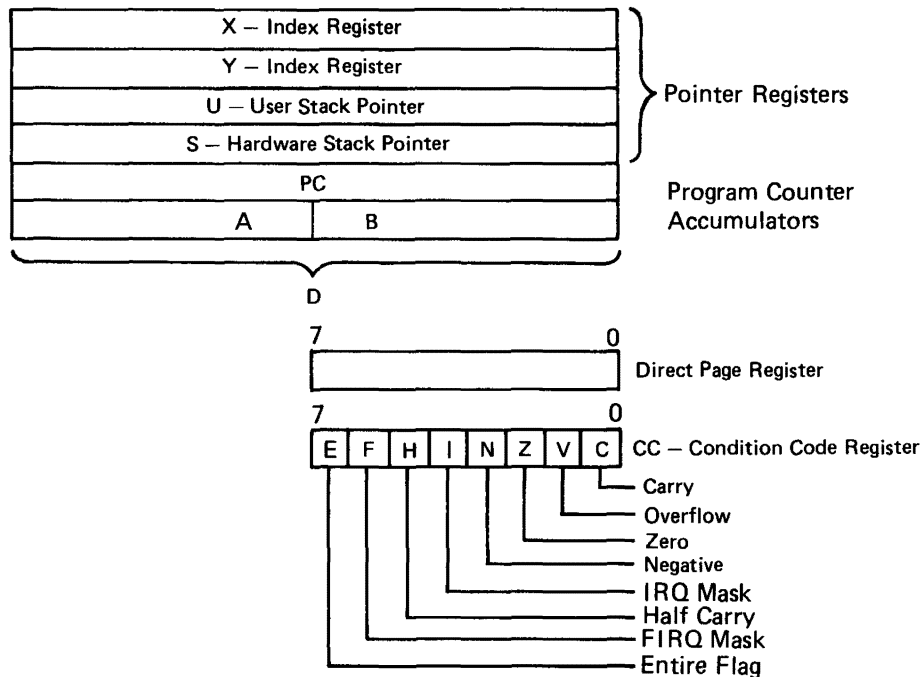 X – Index Register
Y – Index Register
U – User Stack Pointer
S – Hardware Stack Pointer
Pointer Registers
PC
Program Counter
A B
Accumulators
D
7 0
Direct Page Register
7 0
E F H I N Z V C
CC – Condition Code Register
Carry
Overflow
Zero
Negative
IRQ Mask
Half Carry
FIRQ Mask
Entire Flag